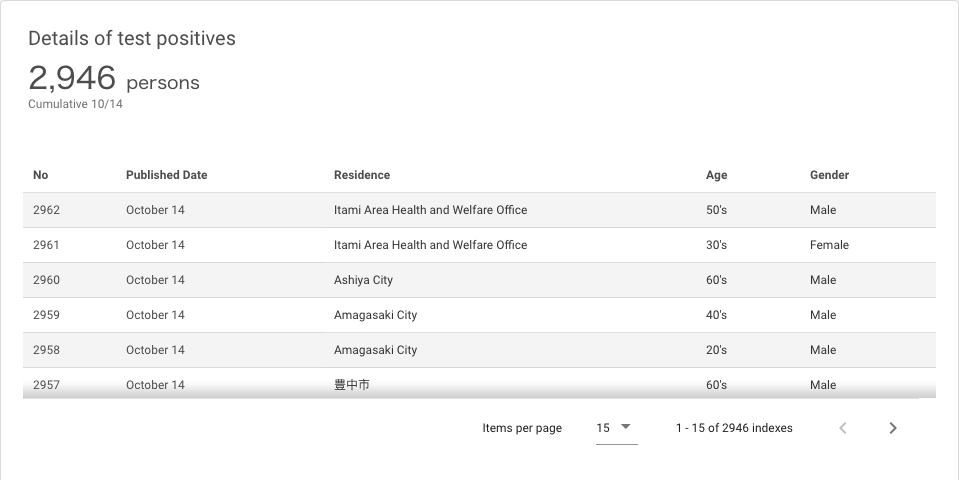 Details of test positives
2,946 persons
Cumulative 10/14
No Published Date Residence Age Gender
2962 October 14 Itami Area Health and Welfare Office 50's Male
2961 October 14 Itami Area Health and Welfare Office 30's Female
2960 October 14 Ashiya City 60's Male
2959 October 14 Amagasaki City 40's Male
2958 October 14 Amagasaki City 20's Male
2957 October 14 豊中市 60's Male
Items per page 15 1 - 15 of 2946 indexes